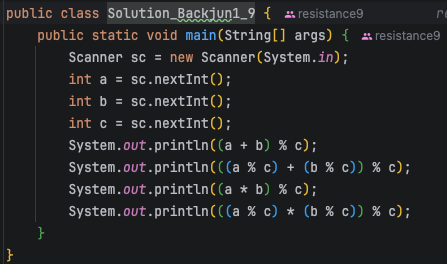 public class Solution_Backjun1_9 { resistance9
public static void main(String[] args) { resistance9
Scanner sc = new Scanner(System.in);
int a = sc.nextInt();
int b = sc.nextInt();
int c = sc.nextInt();
System.out.println((a + b) % c);
System.out.println(((a % c) + (b % c)) % c);
System.out.println((a * b) % c);
System.out.println(((a % c) * (b % c)) % c);
}
}